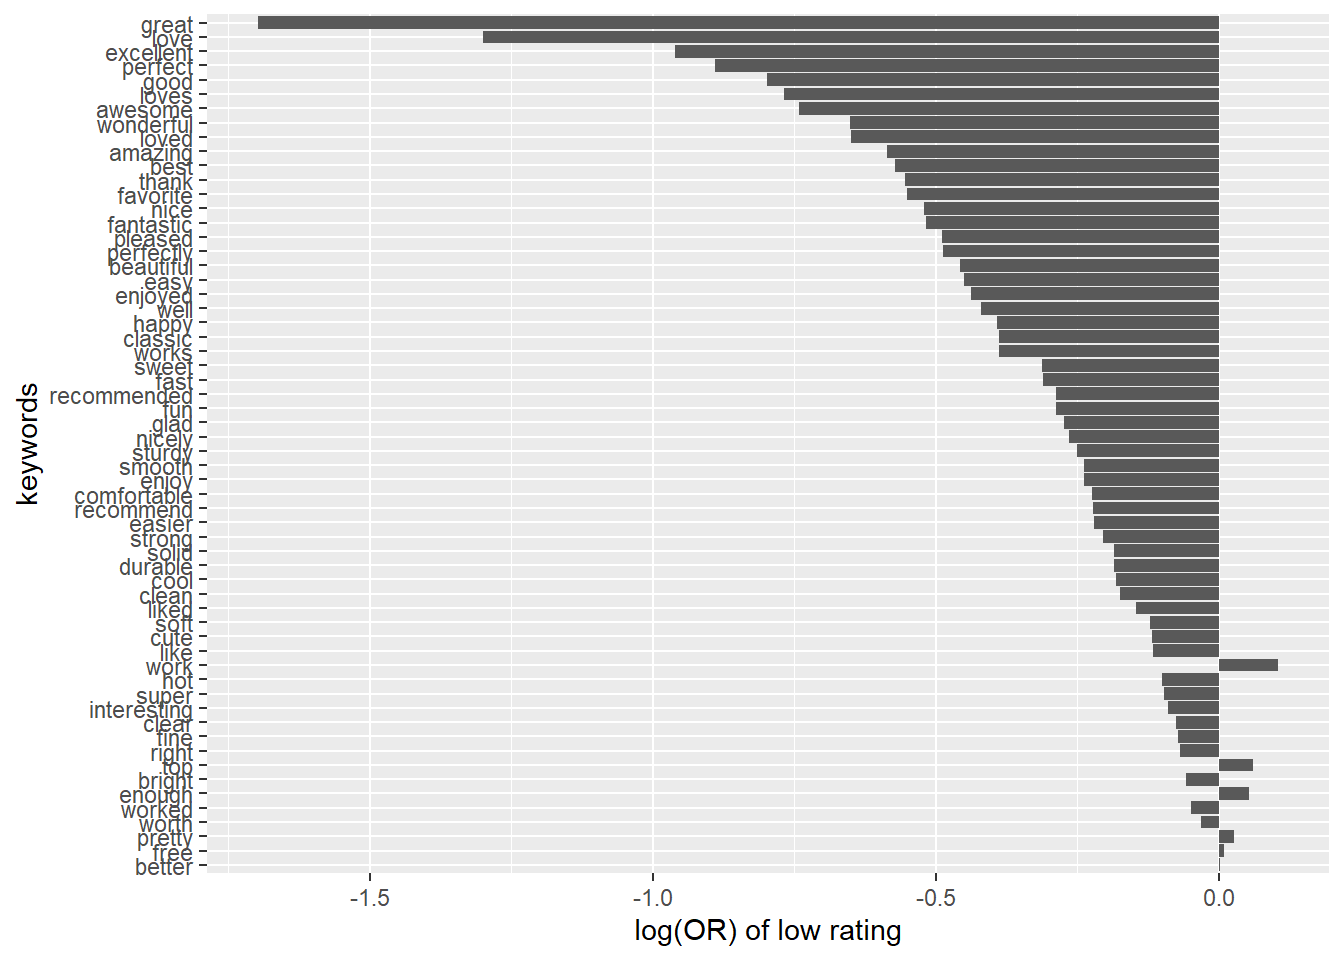 great
love
excellent
perfect
good
loves
awesome
wonderful
loved
amazing
best
thank
favorite
nice
fantastic
pleased
perfectly
beautiful
easy
enjoyed
well
happy
classic
works
sweet
fast
recommended
fun
glad
nicely
sturdy
smooth
enjoy
comfortable
recommend
easier
strong
solid
durable
cool
clean
liked
soft
cute
like
work
hot
super
interesting
clear
fine
right
top
bright
enough
worked
worth
pretty
free
better
keywords
-1.5 -1.0 -0.5 0.0
log(OR) of low rating